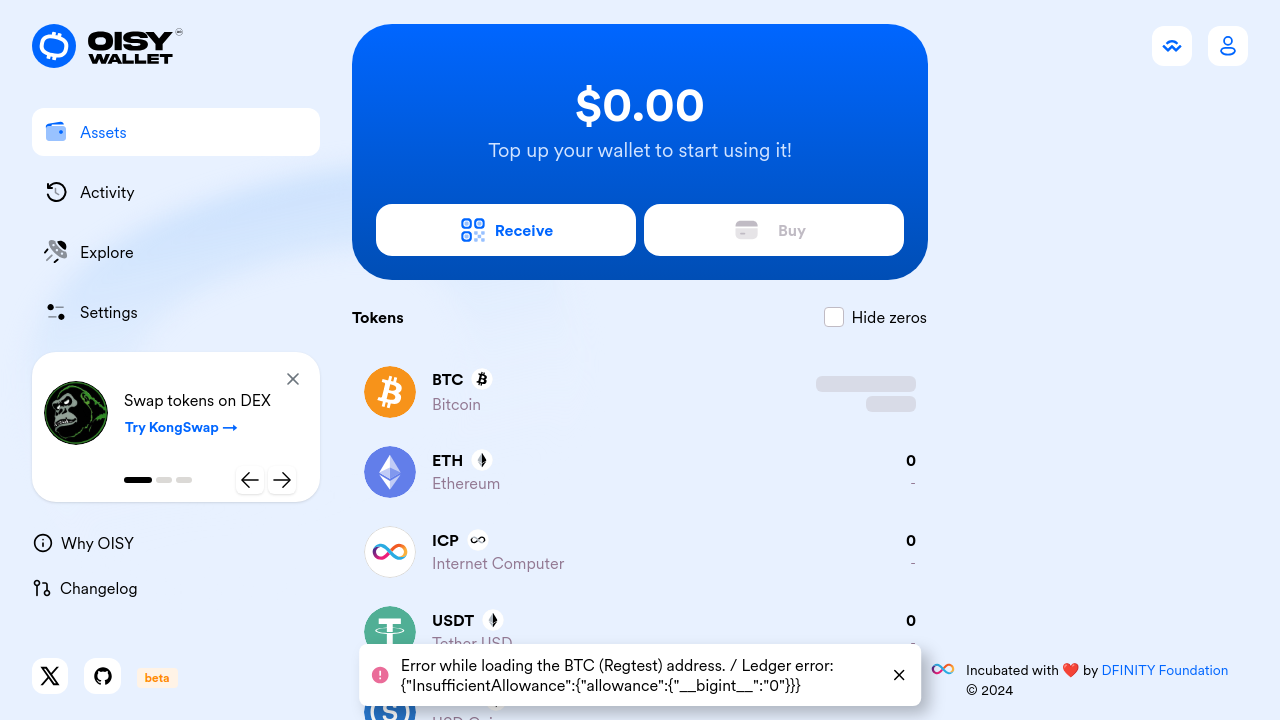 OISY
WALLET
Assets
Activity
Explore
Settings
Swap tokens on DEX
Try KongSwap →
Why OISY
Changelog
beta
$0.00
Top up your wallet to start using it!
Receive
Buy
Tokens
Hide zeros
BTC
Bitcoin
ETH
0
Ethereum
-
ICP
0
Internet Computer
-
USDT
0
Tether USD
-
Error while loading the BTC (Regtest) address. / Ledger error:
{"InsufficientAllowance":{"allowance":{"__bigint__":"0"}}}
Incubated with ❤️ by DFINITY Foundation
© 2024